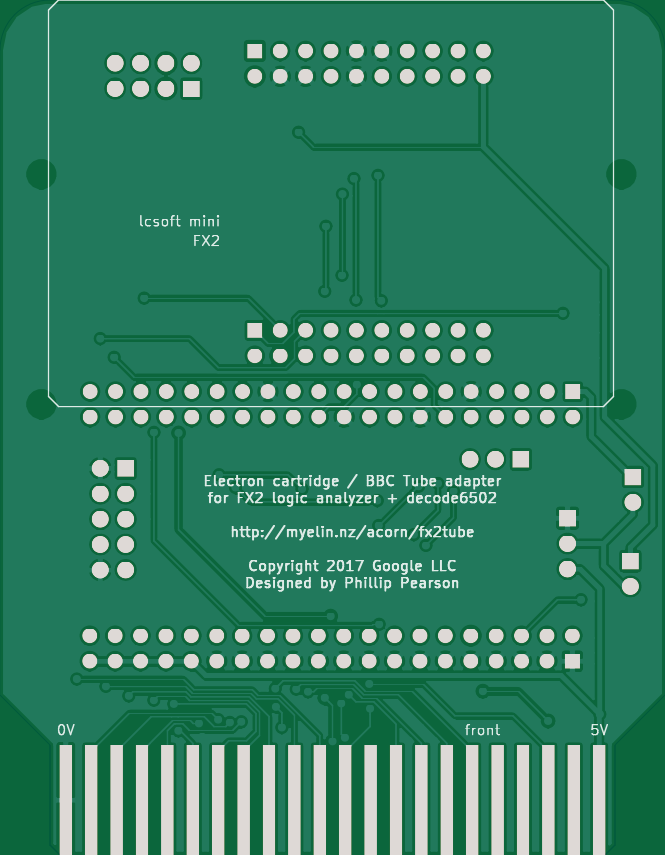 lcsoft mini
FX2
Electron cartridge / BBC Tube adapter
for FX2 logic analyzer + decode6502
http://myelin.nz/acorn/fx2tube
Copyright 2017 Google LLC
Designed by Phillip Pearson
0V
front
5V